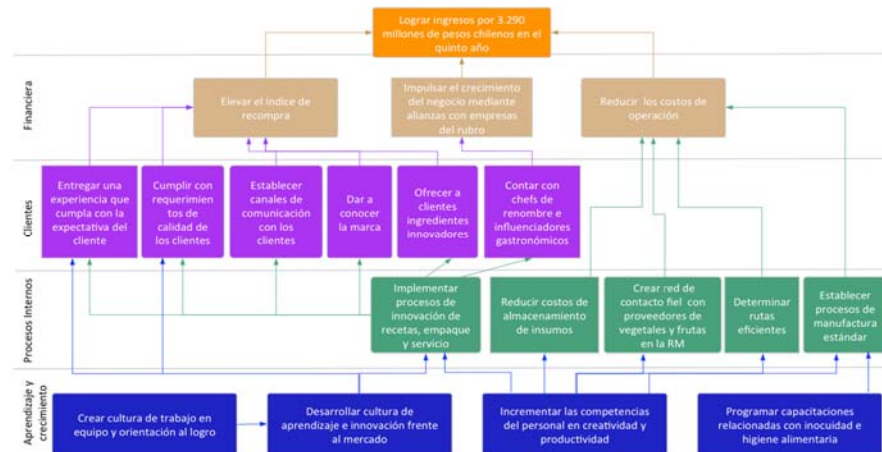 Lograr ingresos por 3.290
millones de pesos chilenos en el
quinto año
Financiera
Elevar el índice de
recompra
Impulsar el crecimiento
del negocio mediante
alianzas con empresas
del rubro
Reducir los costos de
operación
Clientes
Entregar una
experiencia que
cumpla con la
expectativa del
cliente
Cumplir con
requerimien
tos de
calidad de
los clientes
Establecer
canales de
comunicación
con los
clientes
Dar a
conocer
la marca
Ofrecer a
clientes
ingredientes
innovadores
Contar con
chefs de
renombre e
influenciadores
gastronómicos
Procesos Internos
Implementar
procesos de
innovación de
recetas, empaque
y servicio
Reducir costos de
almacenamiento
de insumos
Crear red de
contacto fiel con
proveedores de
vegetales y frutas
en la RM
Determinar
rutas
eficientes
Establecer
procesos de
manufactura
estándar
Aprendizaje y
crecimiento
Crear cultura de trabajo en
equipo y orientación al logro
Desarrollar cultura de
aprendizaje e innovación frente
al mercado
Incrementar las competencias
del personal en creatividad y
productividad
Programar capacitaciones
relacionadas con inocuidad e
higiene alimentaria